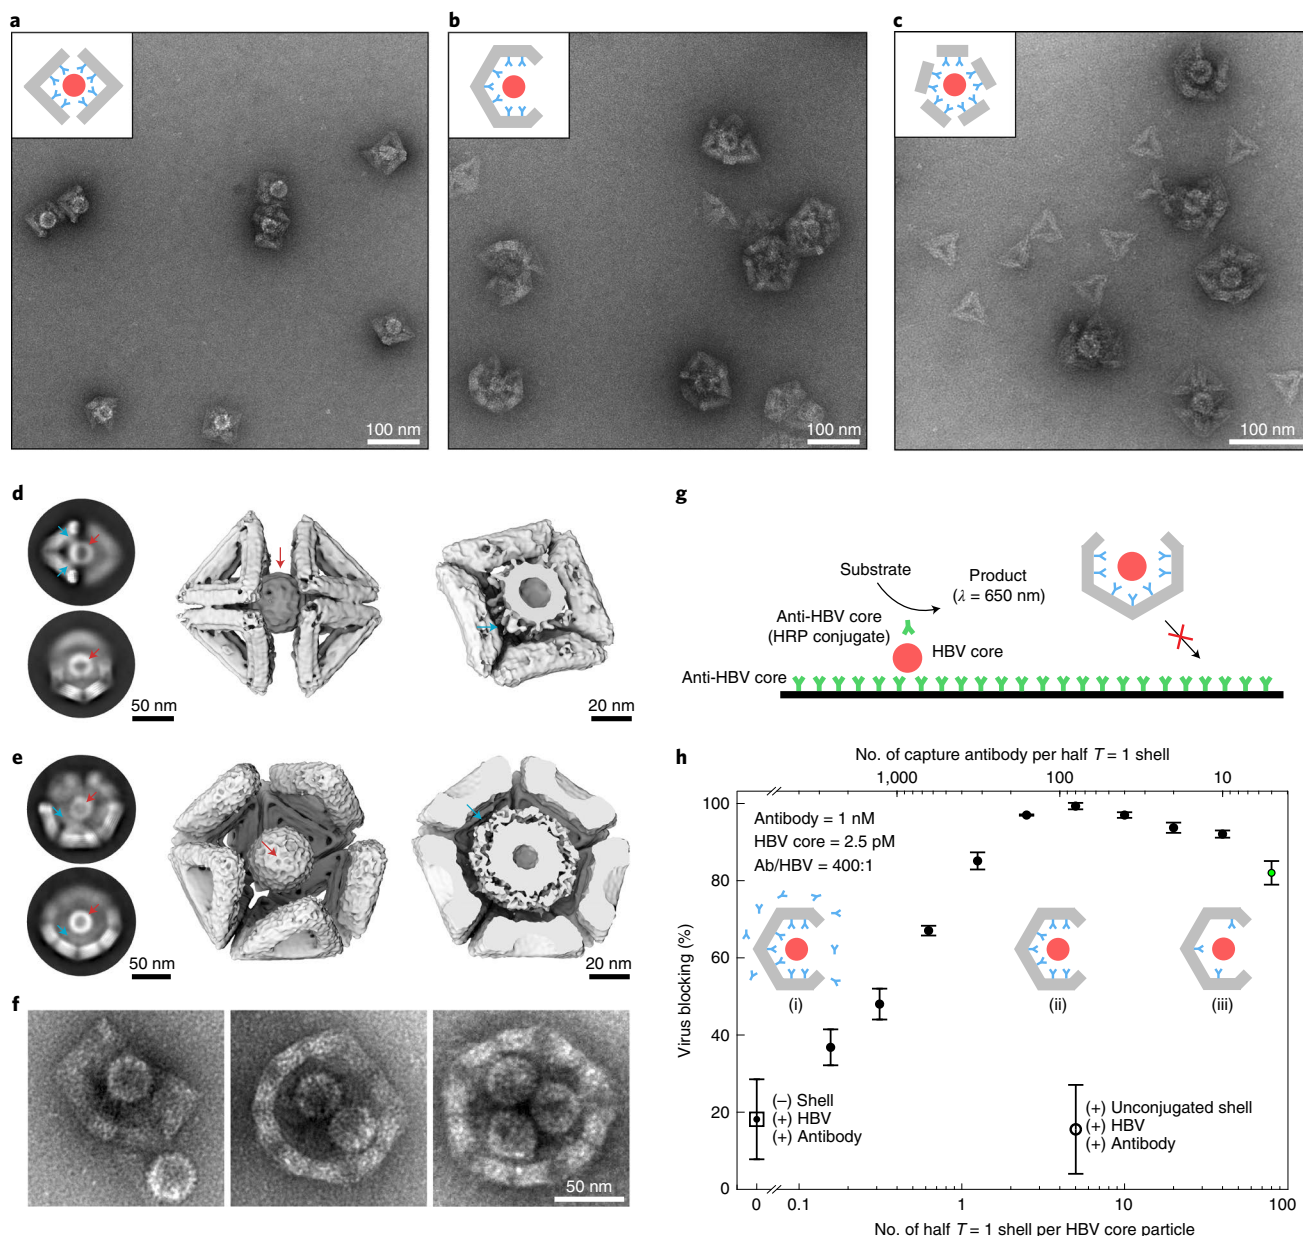 a
b
c
100 nm
100 nm
100 nm
d
50 nm
20 nm
e
50 nm
20 nm
f
50 nm
g
Substrate
Product
(λ = 650 nm)
Anti-HBV core
(HRP conjugate)
HBV core
Anti-HBV core
h
No. of capture antibody per half T = 1 shell
1,000
100
10
Antibody = 1 nM
HBV core = 2.5 pM
Ab/HBV = 400:1
100
80
60
40
20
0
Virus blocking (%)
(i)
(ii)
(iii)
(–) Shell
(+) HBV
(+) Antibody
(+) Unconjugated shell
(+) HBV
(+) Antibody
0
0.1
1
10
100
No. of half T = 1 shell per HBV core particle